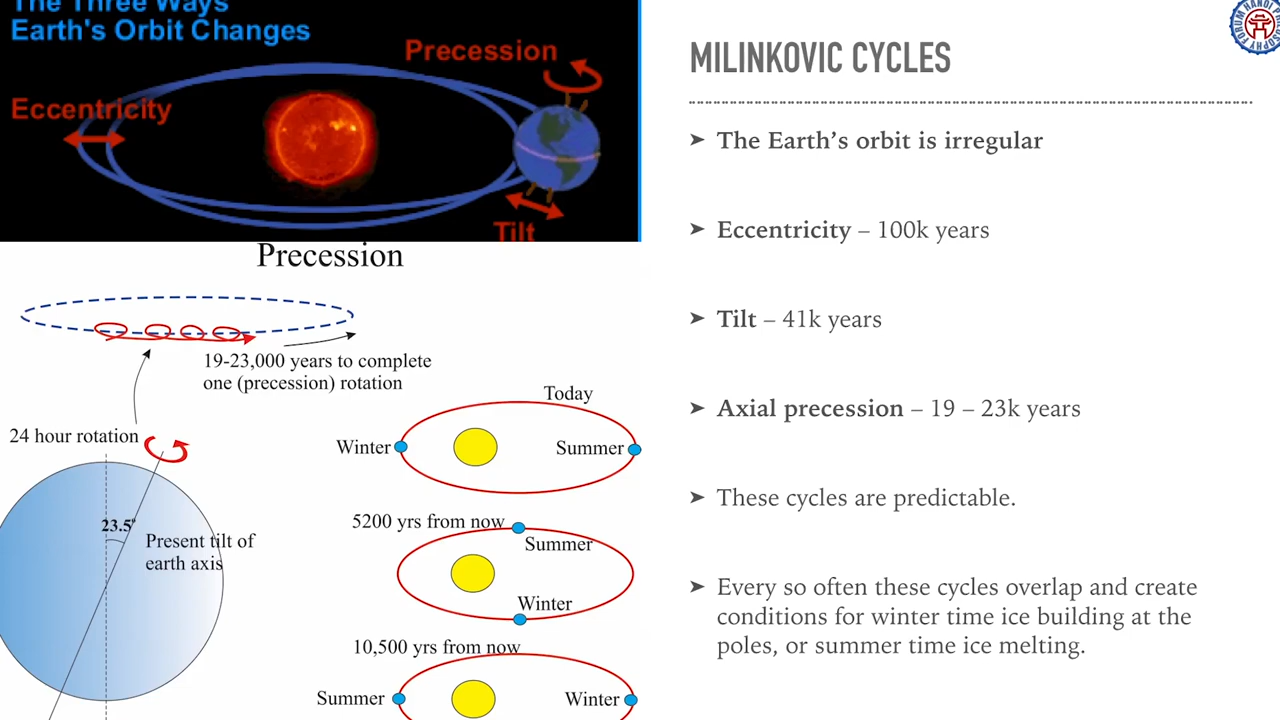 The Three Ways
Earth's Orbit Changes
Precession
Eccentricity
Tilt
Precession
19-23,000 years to complete
one (precession) rotation
24 hour rotation
23.5°
Present tilt of
earth axis
Today
Winter
Summer
5200 yrs from now
Summer
Winter
10,500 yrs from now
Summer
Winter
MILINKOVIC CYCLES
➤ The Earth’s orbit is irregular
➤ Eccentricity – 100k years
➤ Tilt – 41k years
➤ Axial precession – 19 – 23k years
➤ These cycles are predictable.
➤ Every so often these cycles overlap and create
conditions for winter time ice building at the
poles, or summer time ice melting.